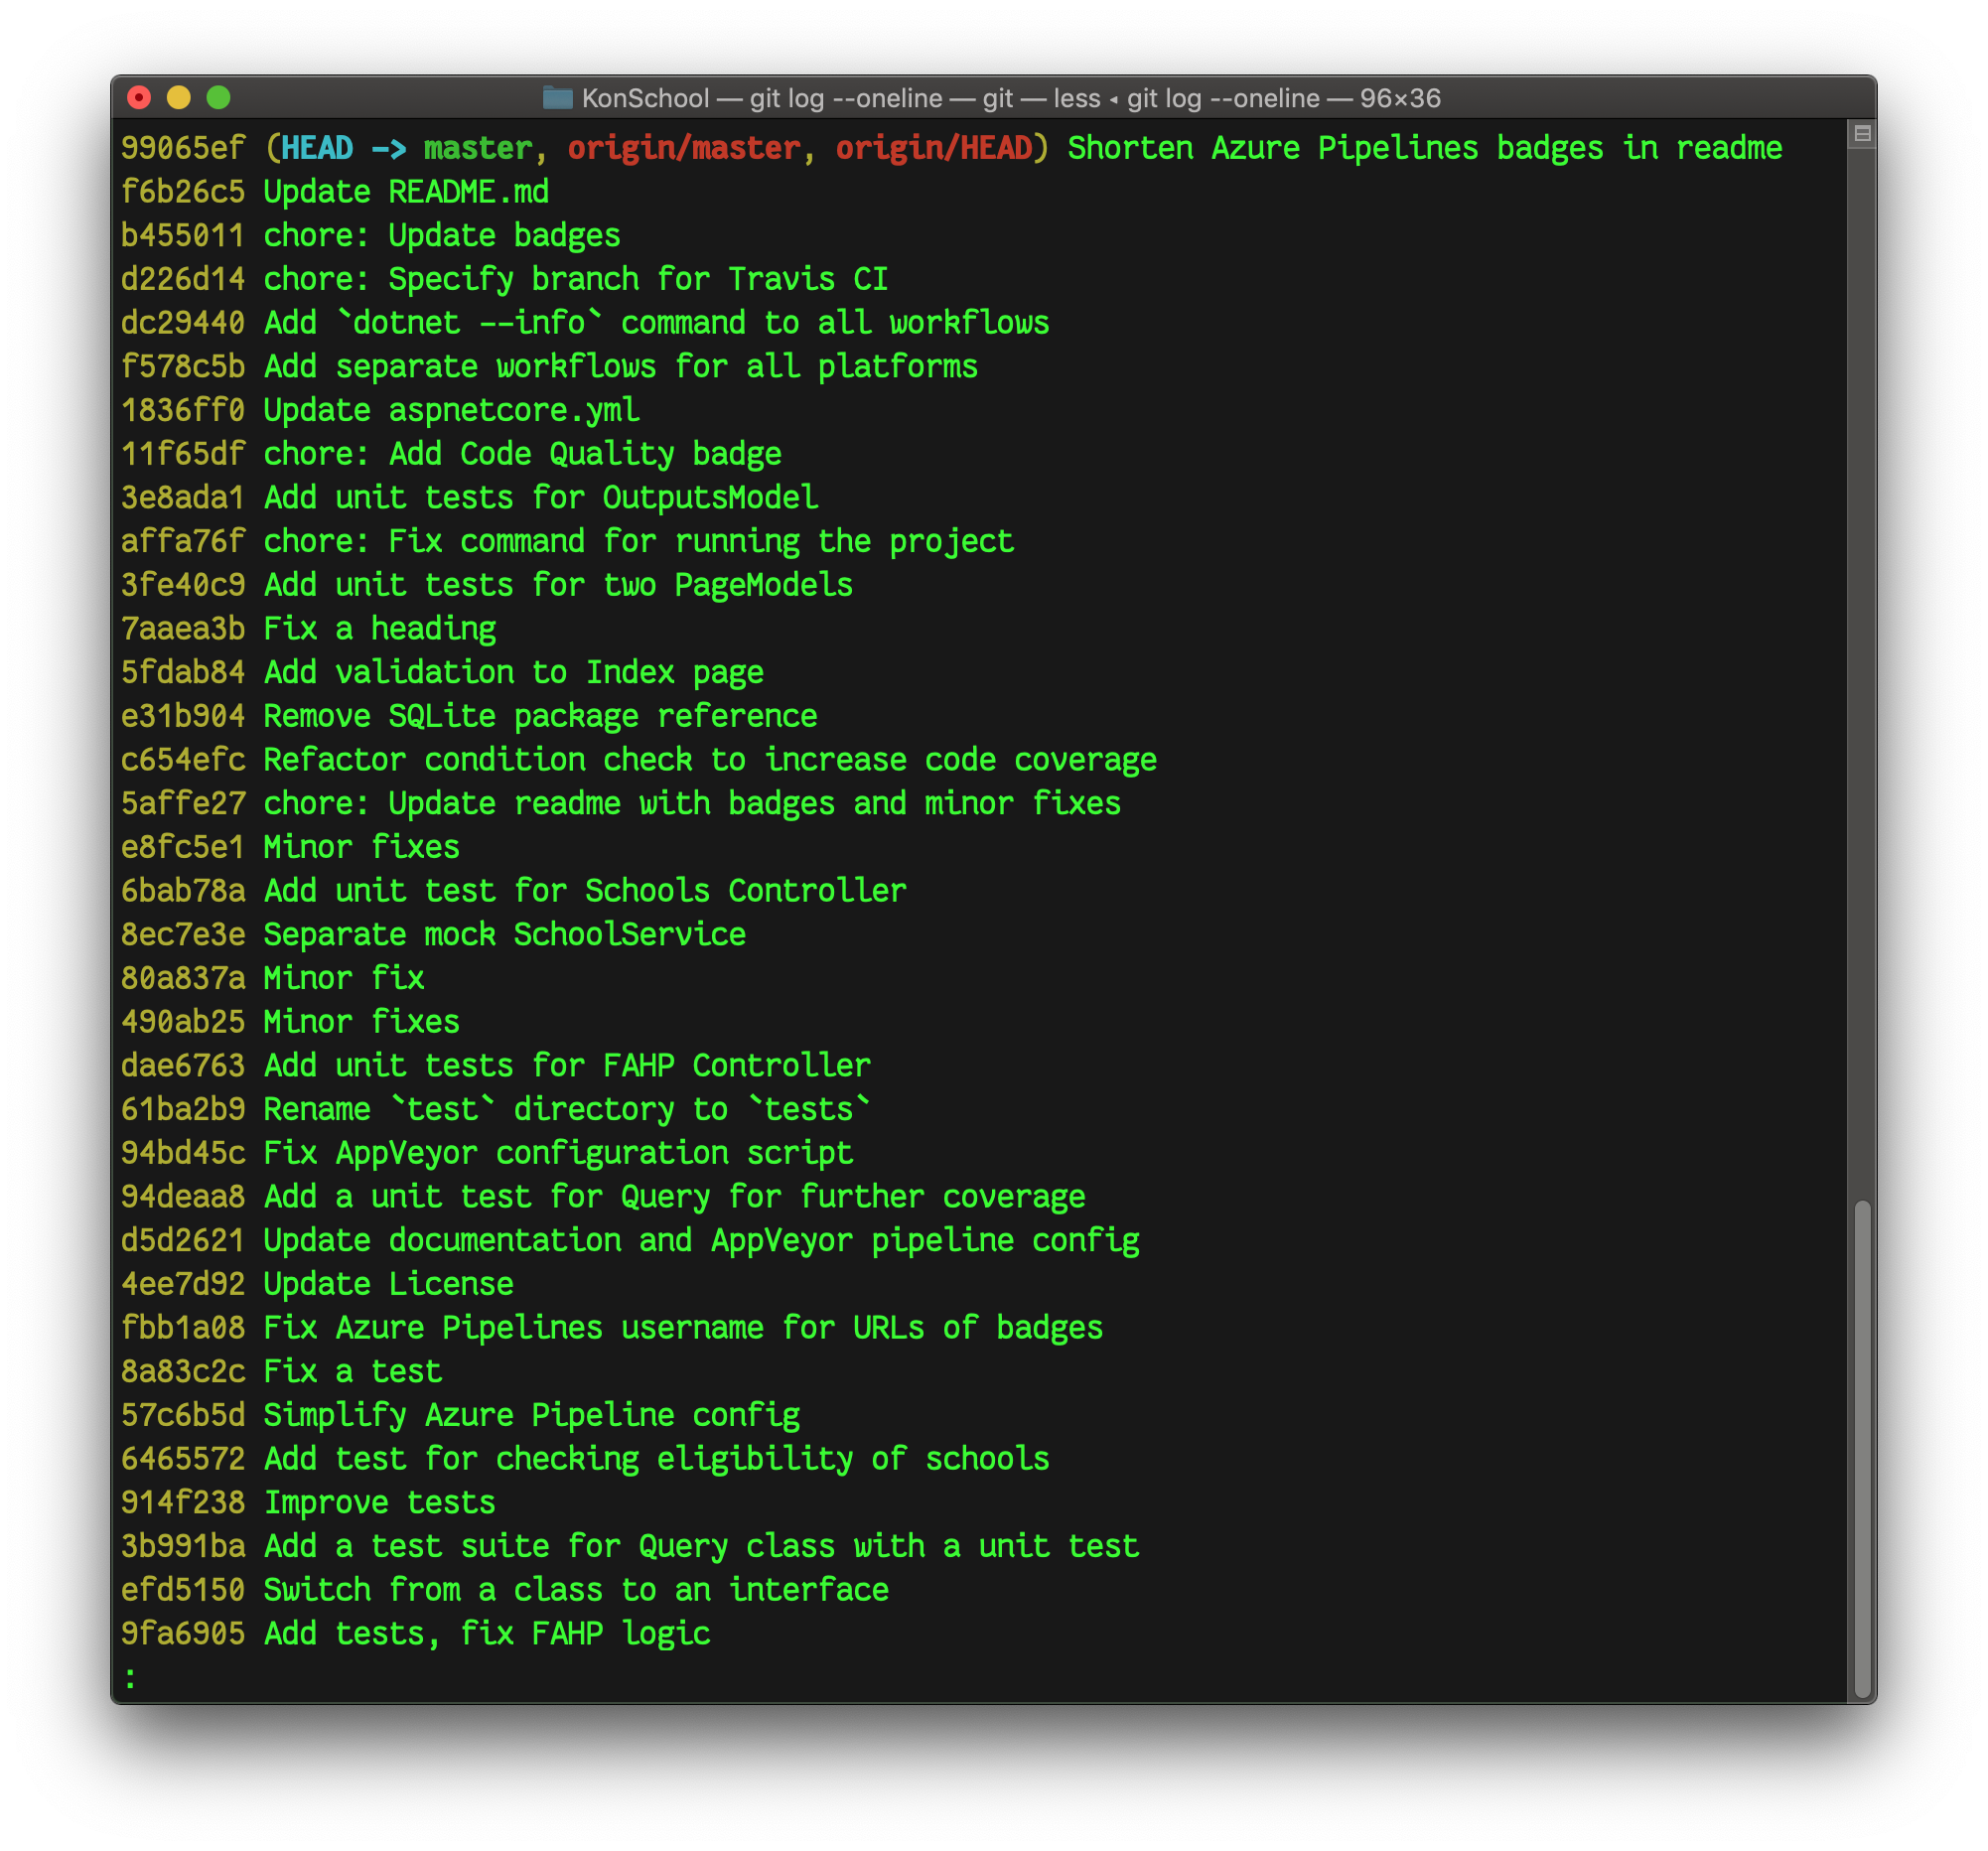 KonSchool — git log --oneline — git — less ◂ git log --oneline — 96×36
99065ef (HEAD -> master, origin/master, origin/HEAD) Shorten Azure Pipelines badges in readme
f6b26c5 Update README.md
b455011 chore: Update badges
d226d14 chore: Specify branch for Travis CI
dc29440 Add `dotnet --info` command to all workflows
f578c5b Add separate workflows for all platforms
1836ff0 Update aspnetcore.yml
11f65df chore: Add Code Quality badge
3e8ada1 Add unit tests for OutputsModel
affa76f chore: Fix command for running the project
3fe40c9 Add unit tests for two PageModels
7aaea3b Fix a heading
5fdab84 Add validation to Index page
e31b904 Remove SQLite package reference
c654efc Refactor condition check to increase code coverage
5affe27 chore: Update readme with badges and minor fixes
e8fc5e1 Minor fixes
6bab78a Add unit test for Schools Controller
8ec7e3e Separate mock SchoolService
80a837a Minor fix
490ab25 Minor fixes
dae6763 Add unit tests for FAHP Controller
61ba2b9 Rename `test` directory to `tests`
94bd45c Fix AppVeyor configuration script
94deaa8 Add a unit test for Query for further coverage
d5d2621 Update documentation and AppVeyor pipeline config
4ee7d92 Update License
fbb1a08 Fix Azure Pipelines username for URLs of badges
8a83c2c Fix a test
57c6b5d Simplify Azure Pipeline config
6465572 Add test for checking eligibility of schools
914f238 Improve tests
3b991ba Add a test suite for Query class with a unit test
efd5150 Switch from a class to an interface
9fa6905 Add tests, fix FAHP logic
: